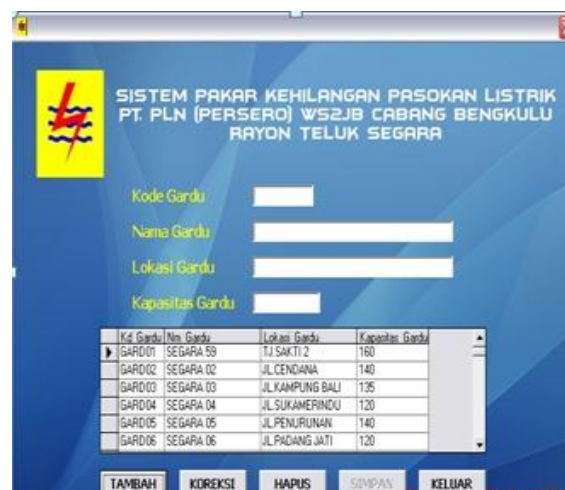 SISTEM PAKAR KEHILANGAN PASOKAN LISTRIK
PT. PLN (PERSERO) WS2JB CABANG BENGKULU
RAYON TELUK SEGARA
Kode Gardu
Nama Gardu
Lokasi Gardu
Kapasitas Gardu
Kd Gardu Nm. Gardu Lokasi Gardu Kapasitas Gardu
GARD01 SEGARA 59 TJ.SAKTI 2 160
GARD02 SEGARA 02 JL.CENDANA 140
GARD03 SEGARA 03 JL.KAMPUNG BALI 135
GARD04 SEGARA 04 JL.SUKAMERINDU 120
GARD05 SEGARA 05 JL.PENURUNAN 140
GARD06 SEGARA 06 JL.PADANG JATI 120
TAMBAH KOREKSI HAPUS SIMPAN KELUAR